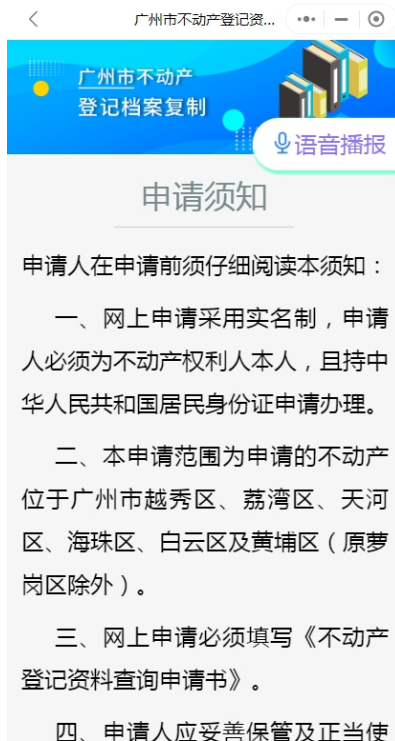 广州市不动产登记资...
广州市不动产
登记档案复制
语音播报
申请须知
申请人在申请前须仔细阅读本须知：
一、网上申请采用实名制，申请
人必须为不动产权利人本人，且持中
华人民共和国居民身份证申请办理。
二、本申请范围为申请的不动产
位于广州市越秀区、荔湾区、天河
区、海珠区、白云区及黄埔区（原萝
岗区除外）。
三、网上申请必须填写《不动产
登记资料查询申请书》。
四、申请人应妥善保管及正当使